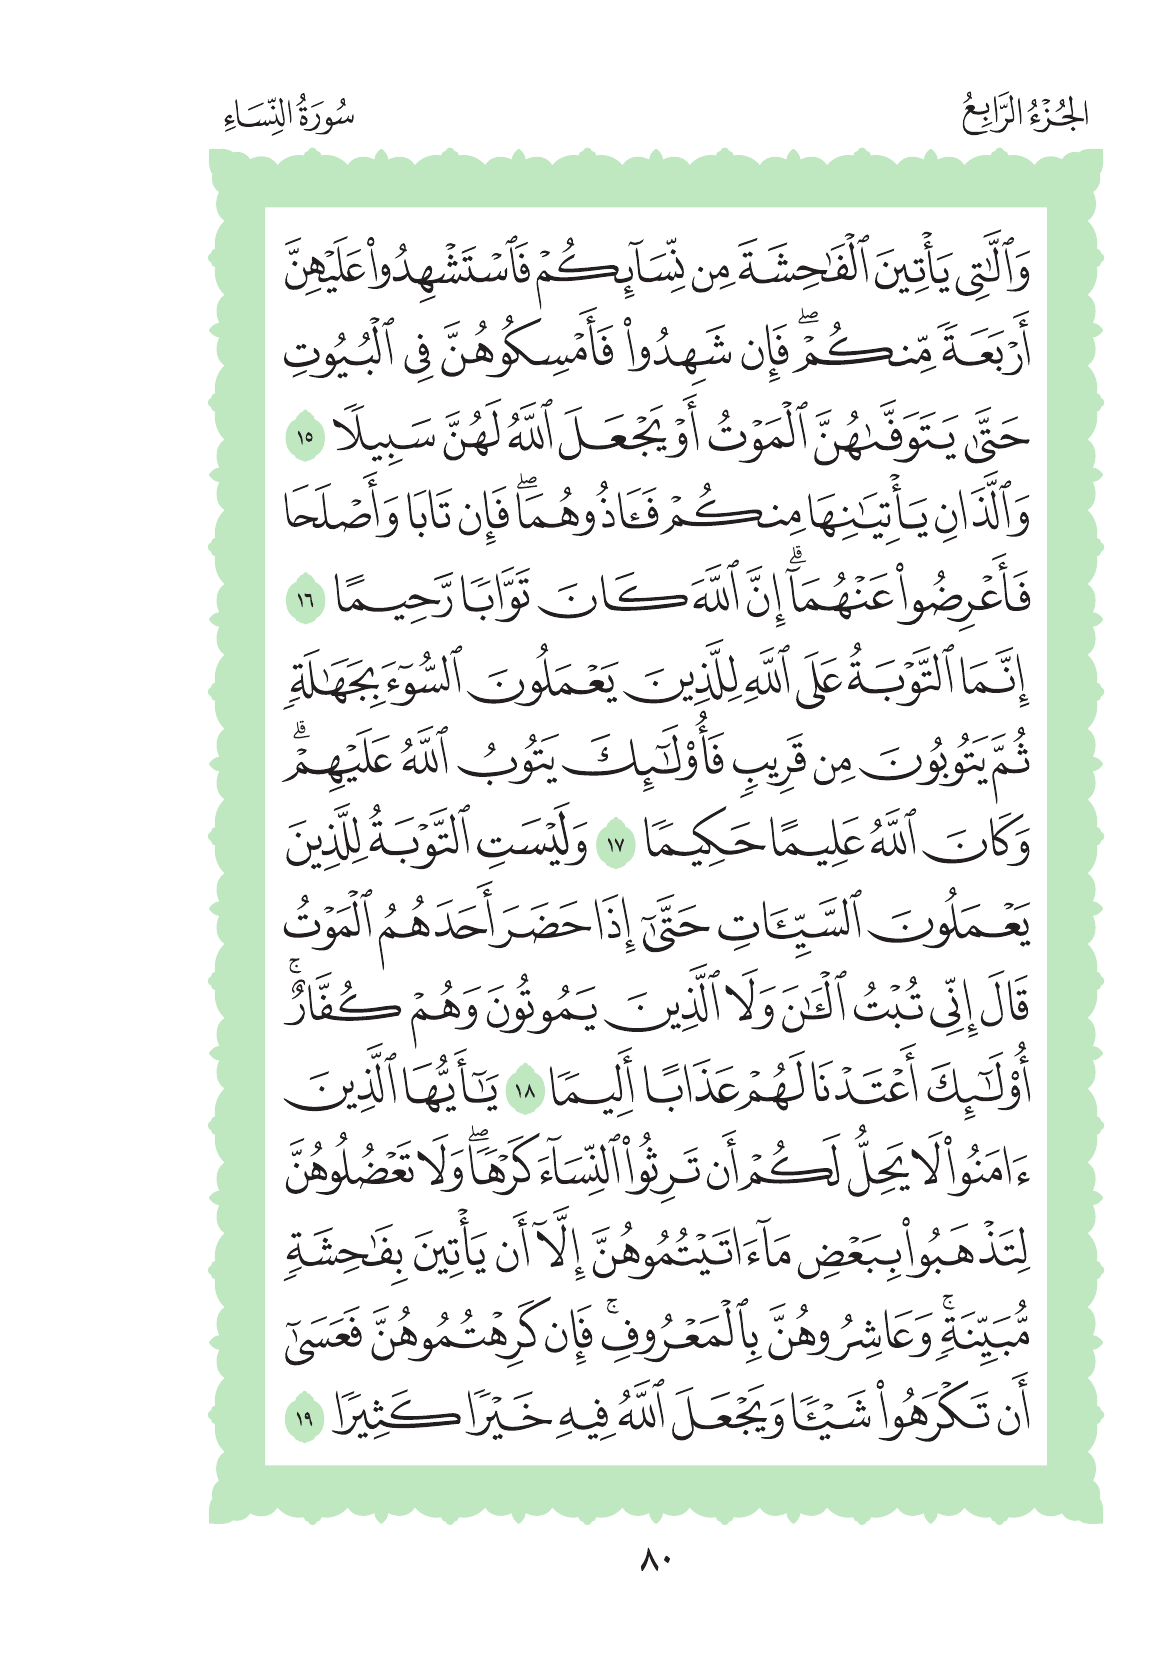 الجُزْءُ الرَّابِعُ
سُورَةُ النِّسَاءِ
وَٱلَّٰتِى يَأْتِينَ ٱلْفَٰحِشَةَ مِن نِّسَآئِكُمْ فَٱسْتَشْهِدُوا۟ عَلَيْهِنَّ
أَرْبَعَةً مِّنكُمْ ۖ فَإِن شَهِدُوا۟ فَأَمْسِكُوهُنَّ فِى ٱلْبُيُوتِ
حَتَّىٰ يَتَوَفَّىٰهُنَّ ٱلْمَوْتُ أَوْ يَجْعَلَ ٱللَّهُ لَهُنَّ سَبِيلًا ١٥
وَٱلَّذَانِ يَأْتِيَٰنِهَا مِنكُمْ فَـَٔاذُوهُمَا ۖ فَإِن تَابَا وَأَصْلَحَا
فَأَعْرِضُوا۟ عَنْهُمَآ ۗ إِنَّ ٱللَّهَ كَانَ تَوَّابًا رَّحِيمًا ١٦
إِنَّمَا ٱلتَّوْبَةُ عَلَى ٱللَّهِ لِلَّذِينَ يَعْمَلُونَ ٱلسُّوٓءَ بِجَهَٰلَةٍ
ثُمَّ يَتُوبُونَ مِن قَرِيبٍ فَأُو۟لَٰٓئِكَ يَتُوبُ ٱللَّهُ عَلَيْهِمْ ۗ
وَكَانَ ٱللَّهُ عَلِيمًا حَكِيمًا ١٧ وَلَيْسَتِ ٱلتَّوْبَةُ لِلَّذِينَ
يَعْمَلُونَ ٱلسَّيِّـَٔاتِ حَتَّىٰٓ إِذَا حَضَرَ أَحَدَهُمُ ٱلْمَوْتُ
قَالَ إِنِّى تُبْتُ ٱلْـَٰٔنَ وَلَا ٱلَّذِينَ يَمُوتُونَ وَهُمْ كُفَّارٌ ۚ
أُو۟لَٰٓئِكَ أَعْتَدْنَا لَهُمْ عَذَابًا أَلِيمًا ١٨ يَٰٓأَيُّهَا ٱلَّذِينَ
ءَامَنُوا۟ لَا يَحِلُّ لَكُمْ أَن تَرِثُوا۟ ٱلنِّسَآءَ كَرْهًا ۖ وَلَا تَعْضُلُوهُنَّ
لِتَذْهَبُوا۟ بِبَعْضِ مَآ ءَاتَيْتُمُوهُنَّ إِلَّآ أَن يَأْتِينَ بِفَٰحِشَةٍ
مُّبَيِّنَةٍ ۚ وَعَاشِرُوهُنَّ بِٱلْمَعْرُوفِ ۚ فَإِن كَرِهْتُمُوهُنَّ فَعَسَىٰٓ
أَن تَكْرَهُوا۟ شَيْـًٔا وَيَجْعَلَ ٱللَّهُ فِيهِ خَيْرًا كَثِيرًا ١٩
٨٠